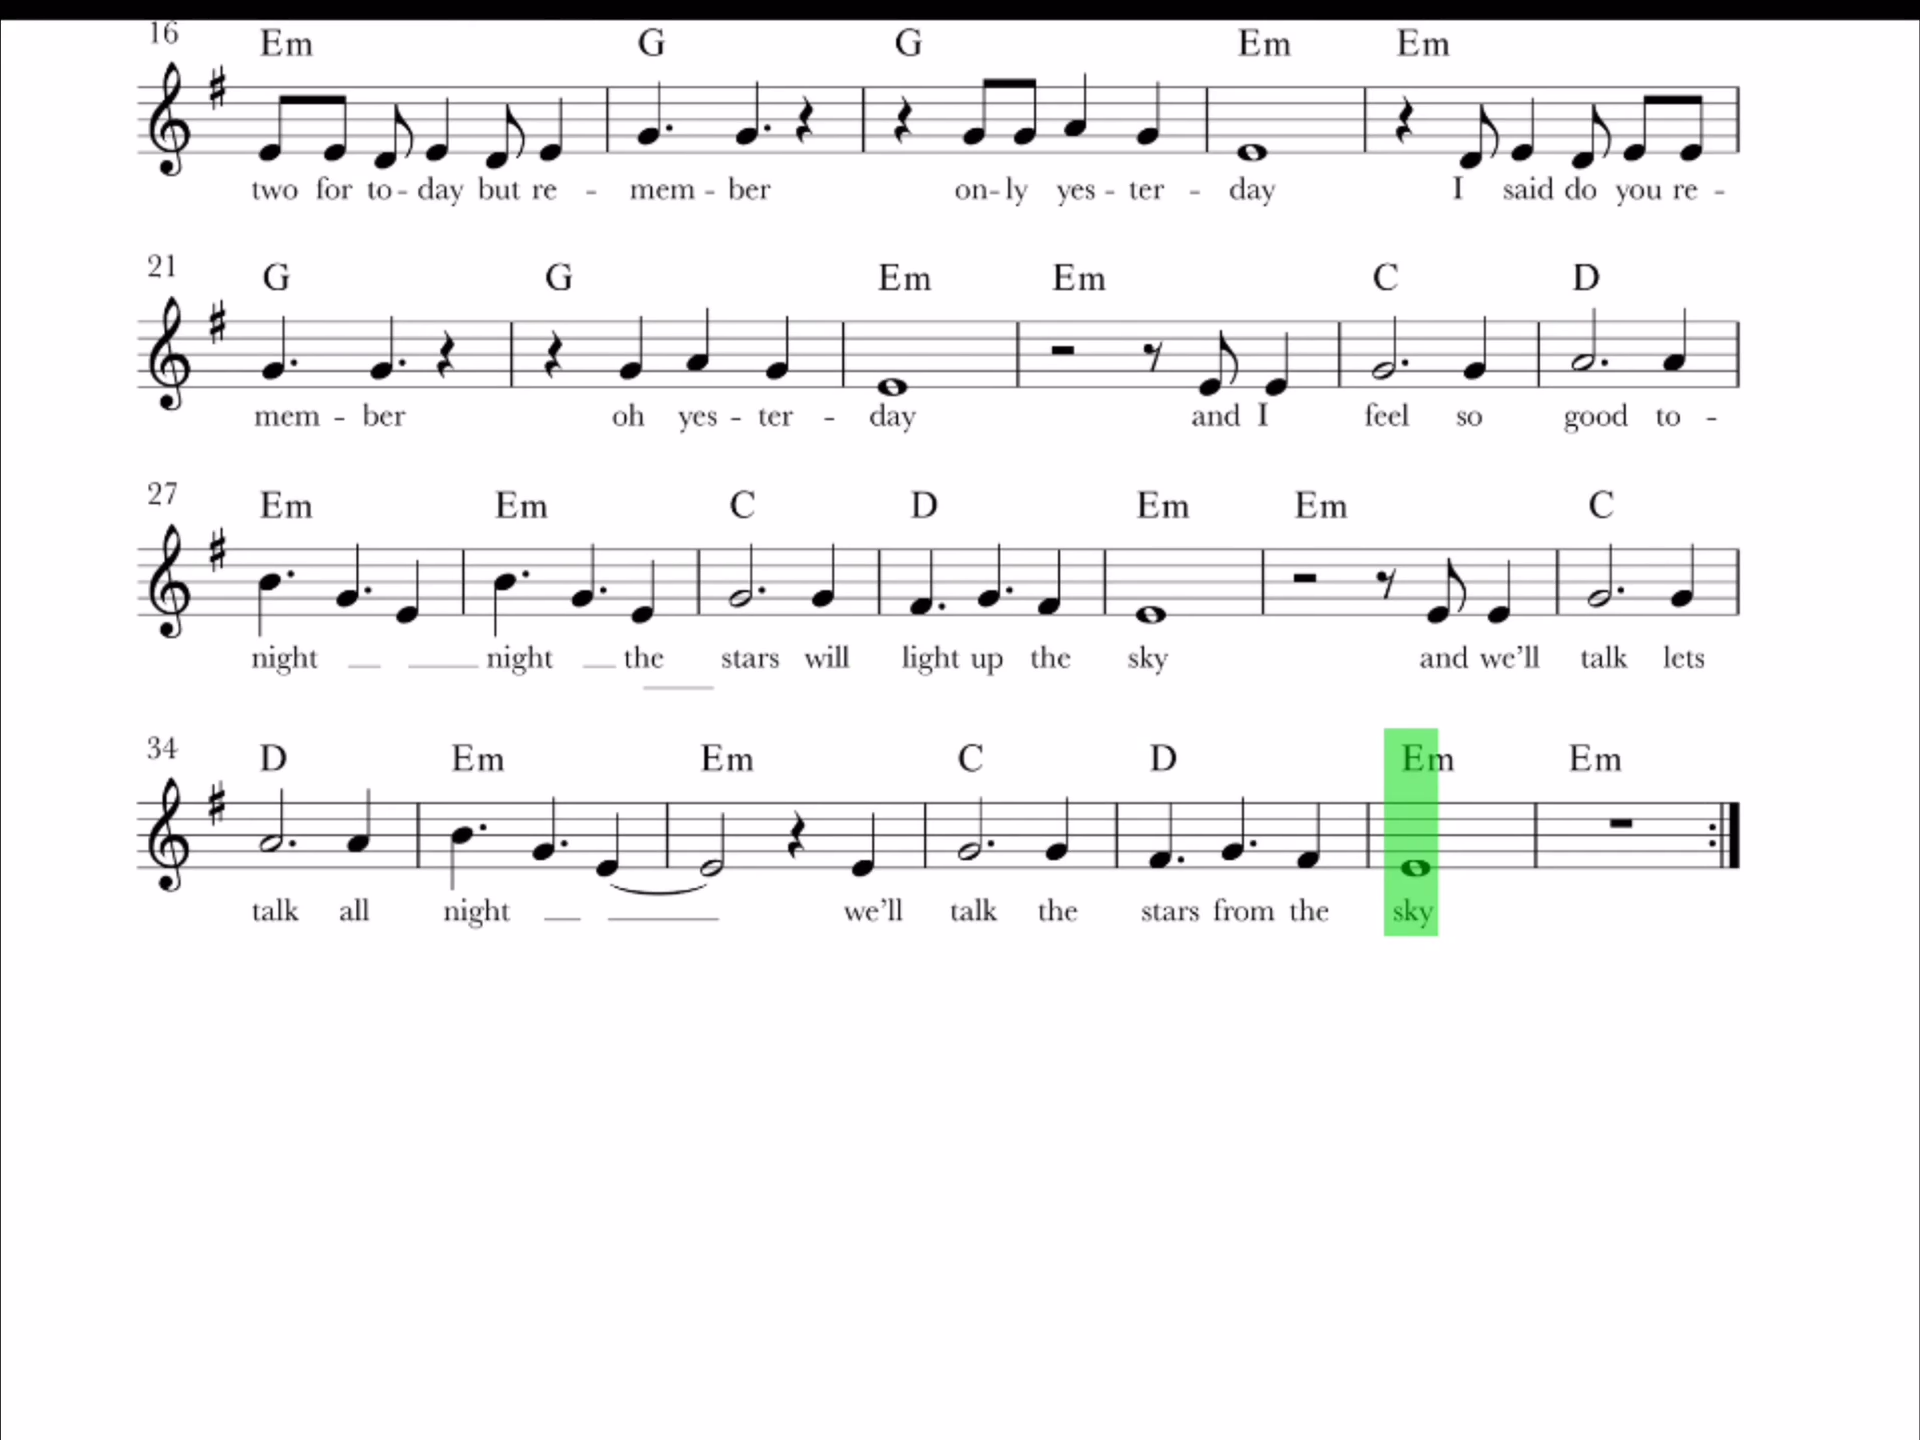 16
Em G G Em Em
two for to - day but re - mem - ber on - ly yes - ter - day I said do you re -
21
G G Em Em C D
mem - ber oh yes - ter - day and I feel so good to -
27
Em Em C D Em Em C
night night the stars will light up the sky and we'll talk lets
34
D Em Em C D Em Em
talk all night we'll talk the stars from the sky